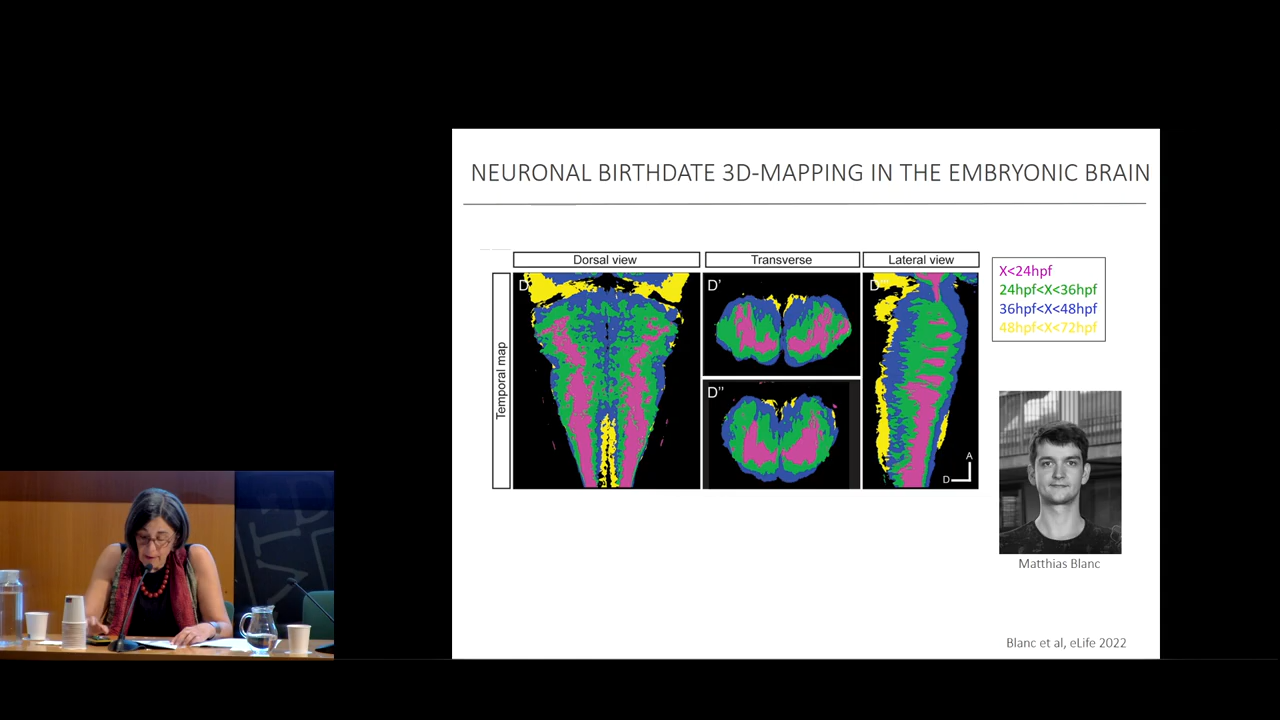 NEURONAL BIRTHDATE 3D-MAPPING IN THE EMBRYONIC BRAIN
Dorsal view
Transverse
Lateral view
Temporal map
D
D'
D
D''
A
D
X<24hpf
24hpf<X<36hpf
36hpf<X<48hpf
48hpf<X<72hpf
Matthias Blanc
Blanc et al, eLife 2022